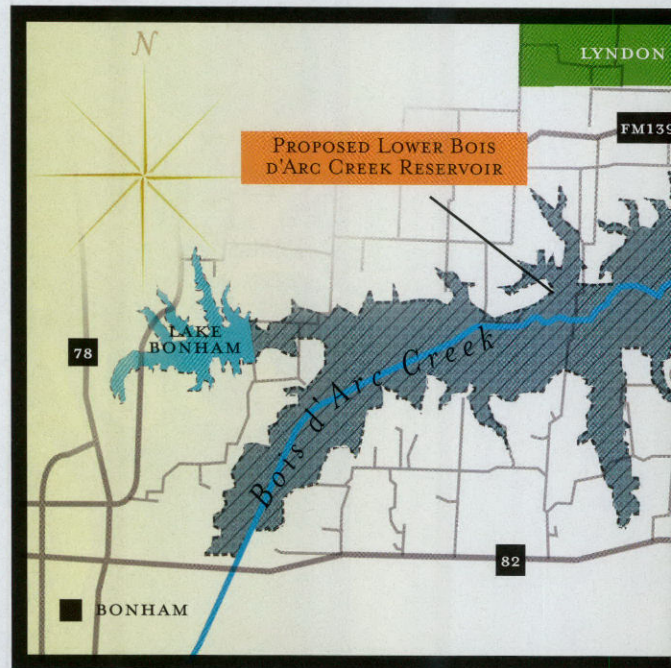 N
LYNDON
FM139
PROPOSED LOWER BOIS
D'ARC CREEK RESERVOIR
LAKE
BONHAM
78
Bois d'Arc Creek
82
BONHAM